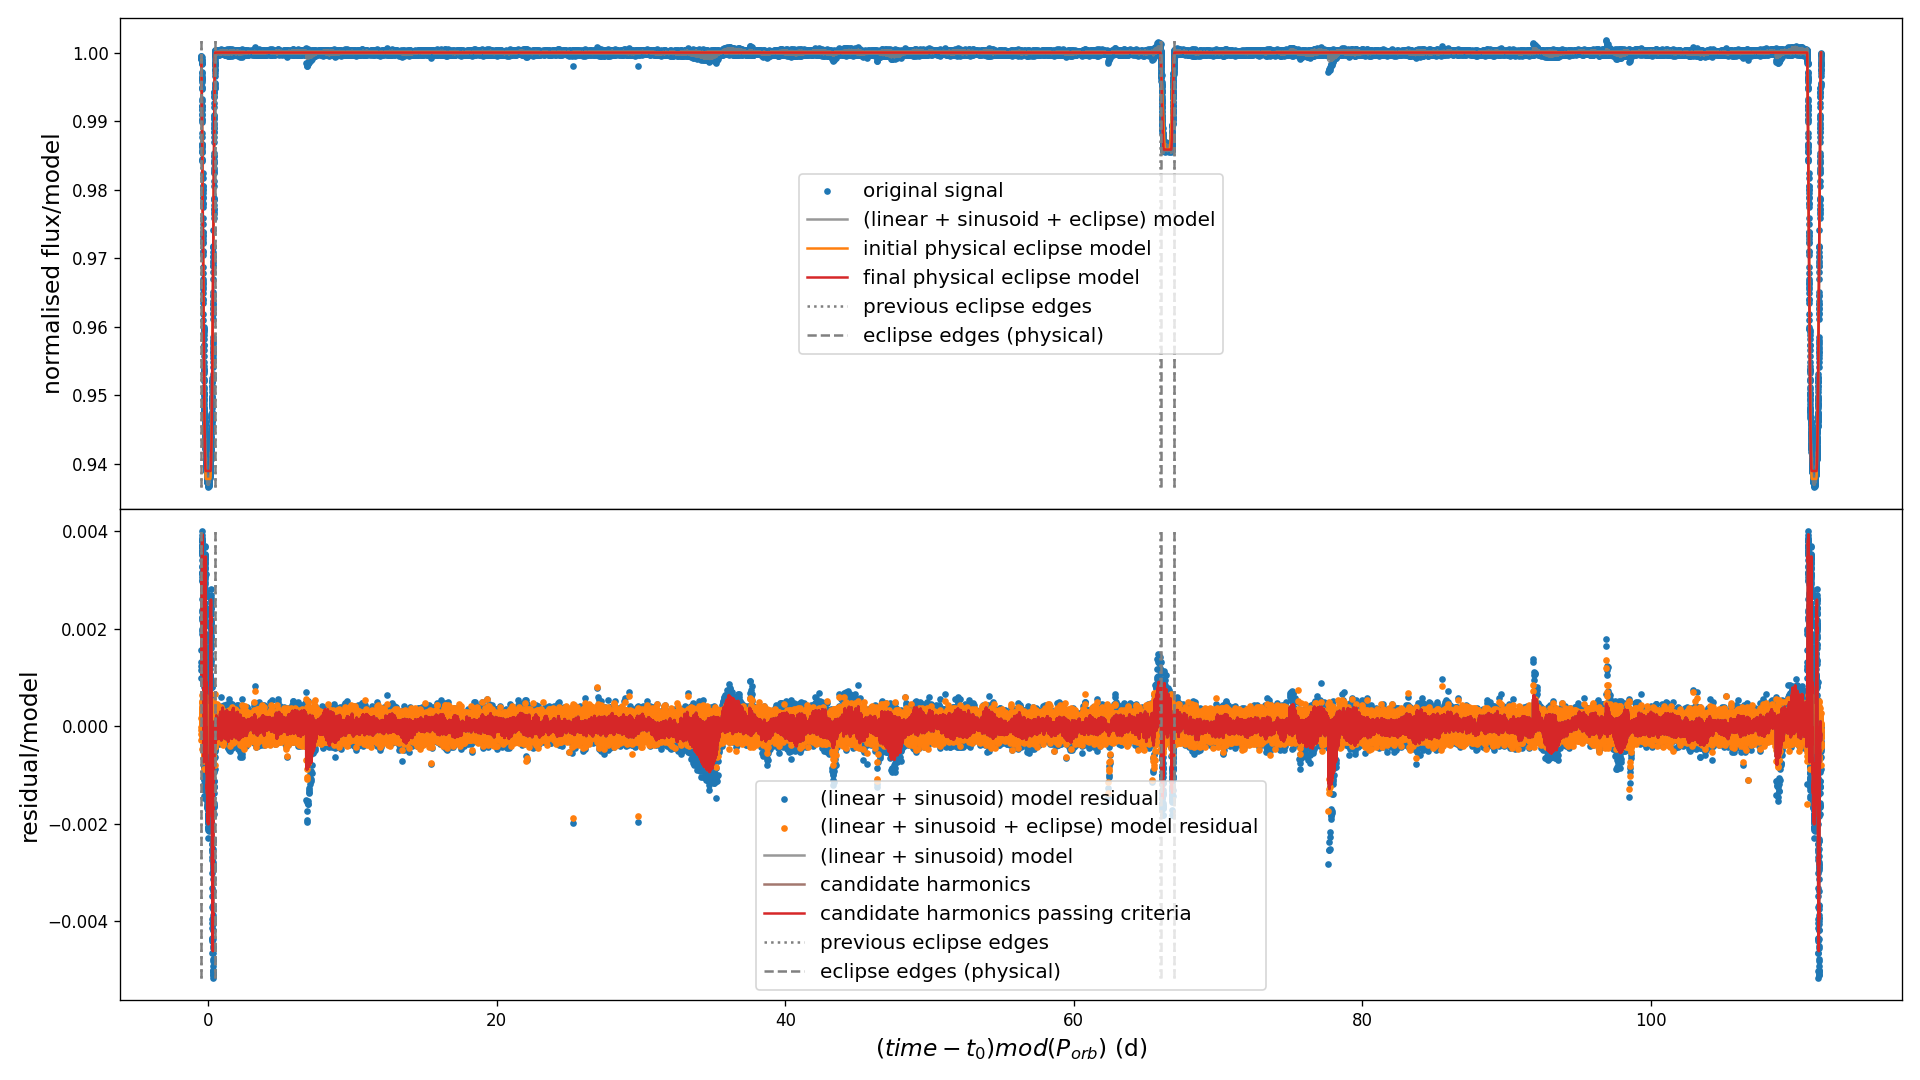 1.00
0.99
0.98
0.97
0.96
0.95
0.94
normalised flux/model
original signal
(linear + sinusoid + eclipse) model
initial physical eclipse model
final physical eclipse model
previous eclipse edges
eclipse edges (physical)
0.004
0.002
0.000
−0.002
−0.004
residual/model
(linear + sinusoid) model residual
(linear + sinusoid + eclipse) model residual
(linear + sinusoid) model
candidate harmonics
candidate harmonics passing criteria
previous eclipse edges
eclipse edges (physical)
0 20 40 60 80 100
(time − t₀)mod(P_orb) (d)